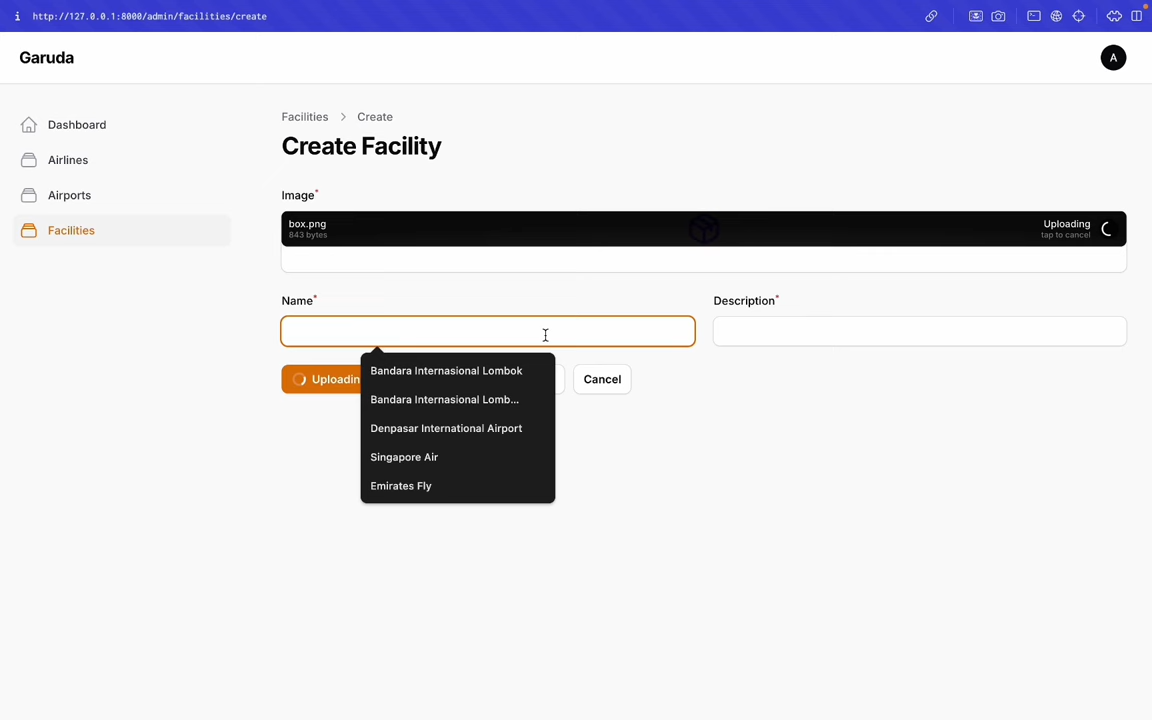 http://127.0.0.1:8000/admin/facilities/create
Garuda
A
Dashboard
Airlines
Airports
Facilities
Facilities > Create
Create Facility
Image*
box.png
843 bytes
Uploading
tap to cancel
Name*
Description*
Bandara Internasional Lombok
Bandara Internasional Lomb...
Denpasar International Airport
Singapore Air
Emirates Fly
Uploadin
Cancel